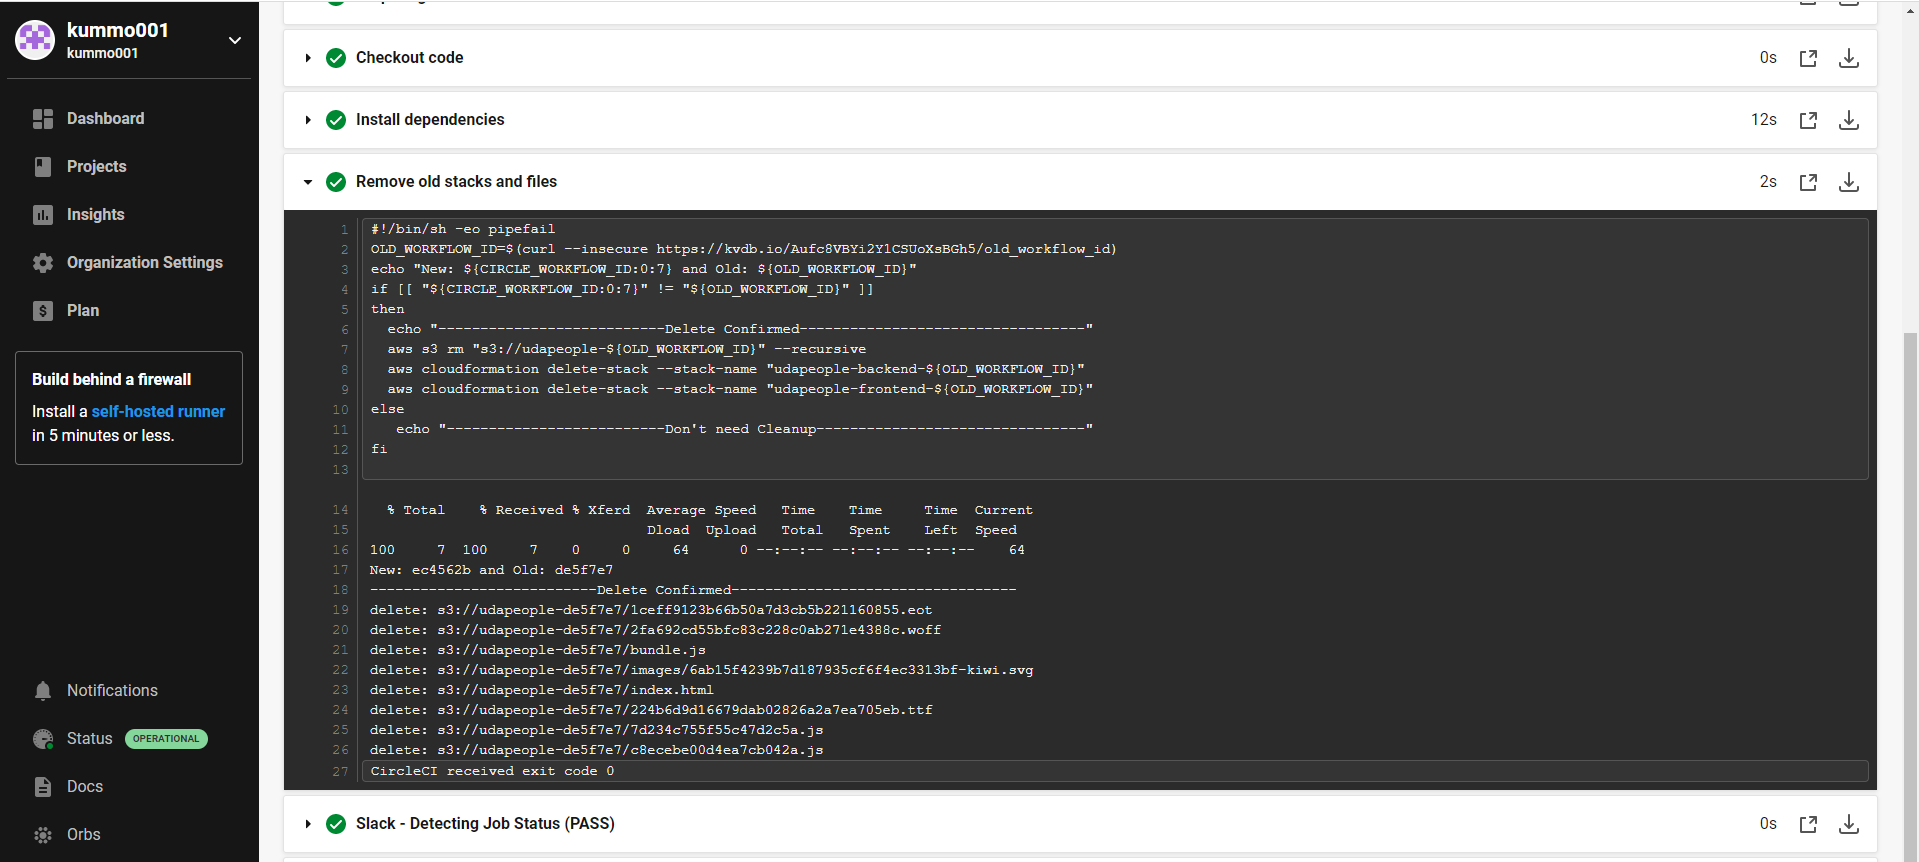 kummo001
kummo001
Dashboard
Projects
Insights
Organization Settings
Plan
Build behind a firewall
Install a self-hosted runner
in 5 minutes or less.
Notifications
Status OPERATIONAL
Docs
Orbs
Checkout code 0s
Install dependencies 12s
Remove old stacks and files 2s
1 #!/bin/sh -eo pipefail
2 OLD_WORKFLOW_ID=$(curl --insecure https://kvdb.io/Aufc8VBYi2Y1CSUoXsBGh5/old_workflow_id)
3 echo "New: ${CIRCLE_WORKFLOW_ID:0:7} and Old: ${OLD_WORKFLOW_ID}"
4 if [[ "${CIRCLE_WORKFLOW_ID:0:7}" != "${OLD_WORKFLOW_ID}" ]]
5 then
6 echo "---------------------------Delete Confirmed----------------------------------"
7 aws s3 rm "s3://udapeople-${OLD_WORKFLOW_ID}" --recursive
8 aws cloudformation delete-stack --stack-name "udapeople-backend-${OLD_WORKFLOW_ID}"
9 aws cloudformation delete-stack --stack-name "udapeople-frontend-${OLD_WORKFLOW_ID}"
10 else
11 echo "--------------------------Don't need Cleanup--------------------------------"
12 fi
13
14 % Total % Received % Xferd Average Speed Time Time Time Current
15 Dload Upload Total Spent Left Speed
16 100 7 100 7 0 0 64 0 --:--:-- --:--:-- --:--:-- 64
17 New: ec4562b and Old: de5f7e7
18 ---------------------------Delete Confirmed----------------------------------
19 delete: s3://udapeople-de5f7e7/1ceff9123b66b50a7d3cb5b221160855.eot
20 delete: s3://udapeople-de5f7e7/2fa692cd55bfc83c228c0ab271e4388c.woff
21 delete: s3://udapeople-de5f7e7/bundle.js
22 delete: s3://udapeople-de5f7e7/images/6ab15f4239b7d187935cf6f4ec3313bf-kiwi.svg
23 delete: s3://udapeople-de5f7e7/index.html
24 delete: s3://udapeople-de5f7e7/224b6d9d16679dab02826a2a7ea705eb.ttf
25 delete: s3://udapeople-de5f7e7/7d234c755f55c47d2c5a.js
26 delete: s3://udapeople-de5f7e7/c8ecebe00d4ea7cb042a.js
27 CircleCI received exit code 0
Slack - Detecting Job Status (PASS) 0s